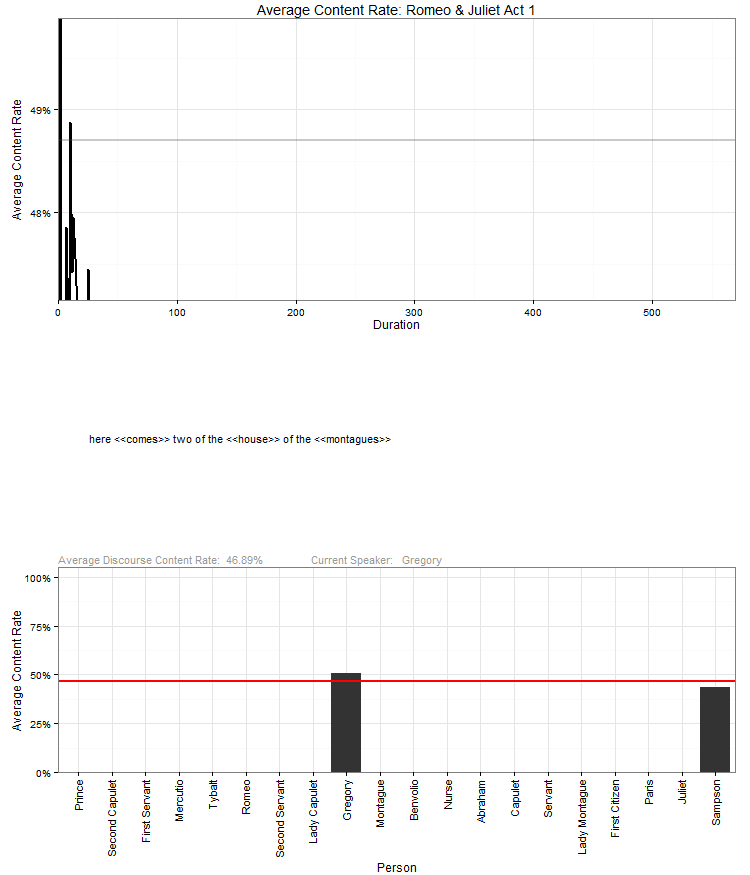 Average Content Rate: Romeo & Juliet Act 1
Average Content Rate
49%
48%
0 100 200 300 400 500
Duration
here <<comes>> two of the <<house>> of the <<montagues>>
Average Discourse Content Rate: 46.89% Current Speaker: Gregory
Average Content Rate
100%
75%
50%
25%
0%
Prince
Second Capulet
First Servant
Mercutio
Tybalt
Romeo
Second Servant
Lady Capulet
Gregory
Montague
Benvolio
Nurse
Abraham
Capulet
Servant
Lady Montague
First Citizen
Paris
Juliet
Sampson
Person